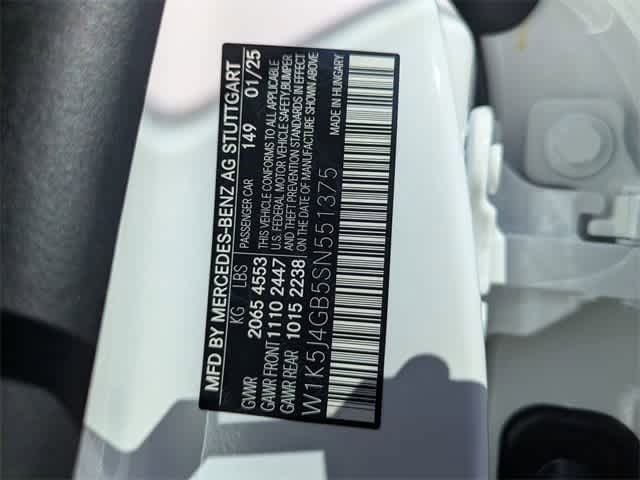 MFD BY MERCEDES-BENZ AG STUTTGART
KG / LBS
GVWR 2065 4553
GAWR FRONT 1110 2447
GAWR REAR 1015 2238
PASSENGER CAR 149 01/25
THIS VEHICLE CONFORMS TO ALL APPLICABLE
U.S. FEDERAL MOTOR VEHICLE SAFETY,BUMPER
AND THEFT PREVENTION STANDARDS IN EFFECT
ON THE DATE OF MANUFACTURE SHOWN ABOVE
W1K5J4GB5SN551375
MADE IN HUNGARY